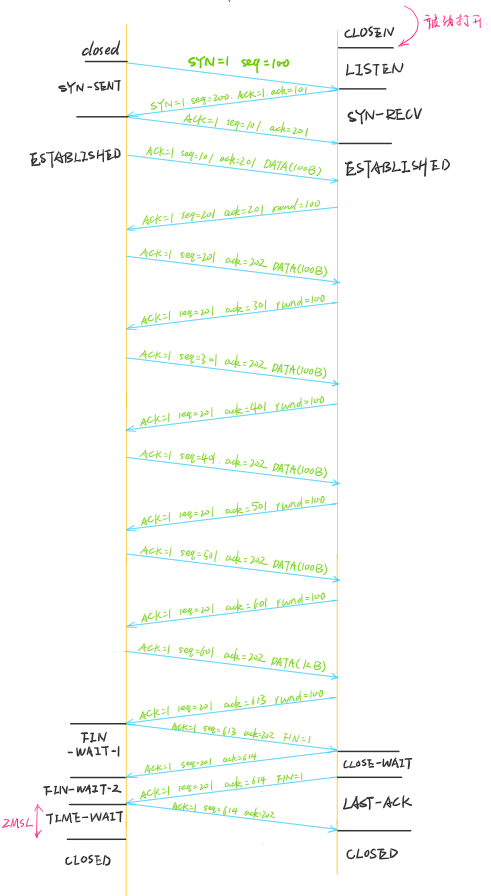 CLOSEN
被动打开
closed
SYN=1 seq=100
LISTEN
SYN-SENT
SYN=1 seq=200. ACK=1. ack=101
ACK=1 seq=101 ack=201
SYN-RECV
ESTABLISHED
ACK=1 seq=101 ack=201 DATA(100B)
ESTABLISHED
ACK=1 seq=201 ack=201 rwnd=100
ACK=1 seq=201. ack=202 DATA(100B)
ACK=1 seq=201 ack=301 rwnd=100
ACK=1 seq=301. ack=202 DATA(100B)
ACK=1 seq=201 ack=401 rwnd=100
ACK=1 seq=401. ack=202 DATA(100B)
ACK=1 seq=201 ack=501 rwnd=100
ACK=1 seq=501. ack=202 DATA(100B)
ACK=1 seq=201 ack=601 rwnd=100
ACK=1 seq=601. ack=202 DATA(12B)
ACK=1 seq=201 ack=613 rwnd=100
ACK=1 seq=613 ack=202 FIN=1
FIN
-WAIT-1
ACK=1 seq=201 ack=614
CLOSE-WAIT
FIN-WAIT-2
ACK=1 seq=201 ack=614 FIN=1
ACK=1 seq=614 ack=202
LAST-ACK
2MSL
TIME-WAIT
CLOSED
CLOSED